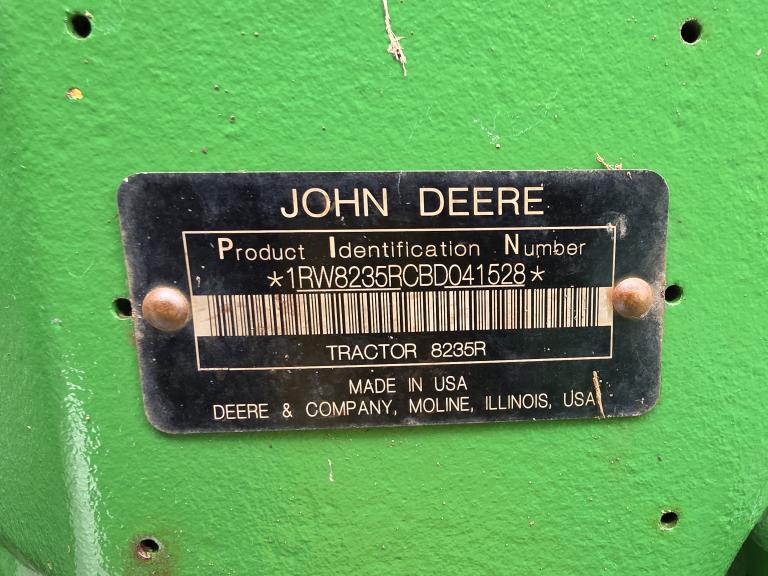 JOHN DEERE
Product Identification Number
*1RW8235RCBD041528*
TRACTOR 8235R
MADE IN USA
DEERE & COMPANY, MOLINE, ILLINOIS, USA